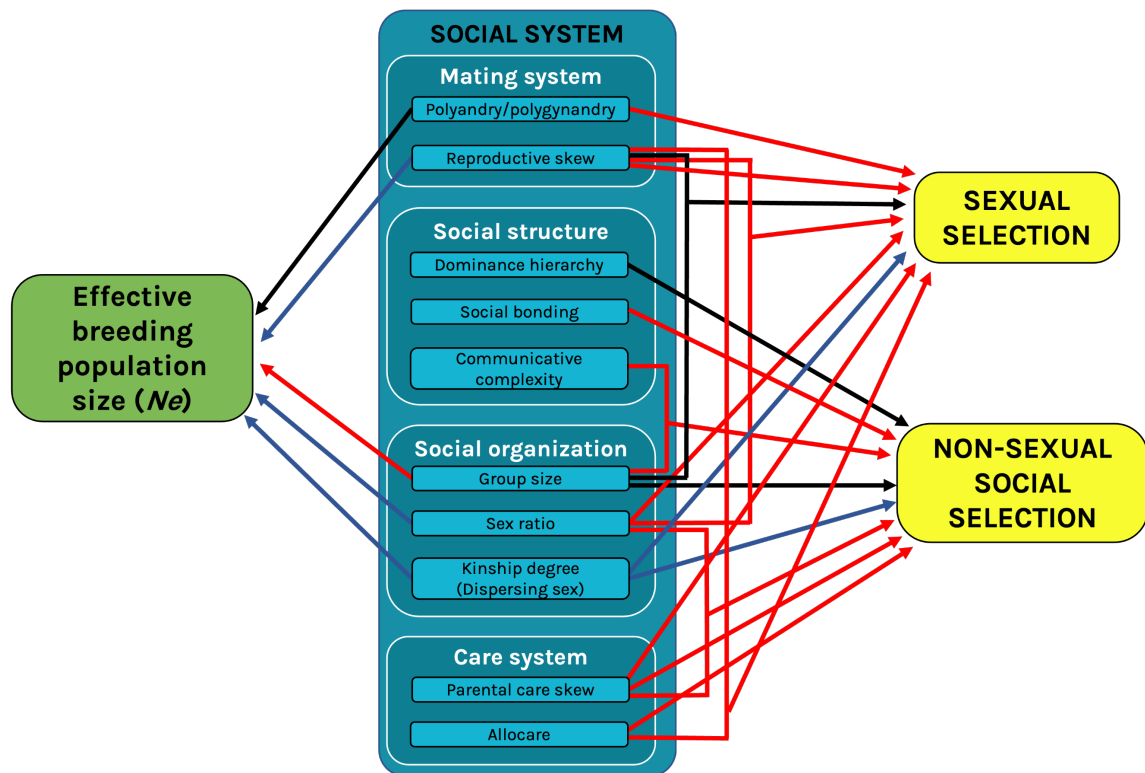 SOCIAL SYSTEM
Mating system
Polyandry/polygynandry
Reproductive skew
Social structure
Dominance hierarchy
Social bonding
Communicative
complexity
Social organization
Group size
Sex ratio
Kinship degree
(Dispersing sex)
Care system
Parental care skew
Allocare
Effective
breeding
population
size (Ne)
SEXUAL
SELECTION
NON-SEXUAL
SOCIAL
SELECTION